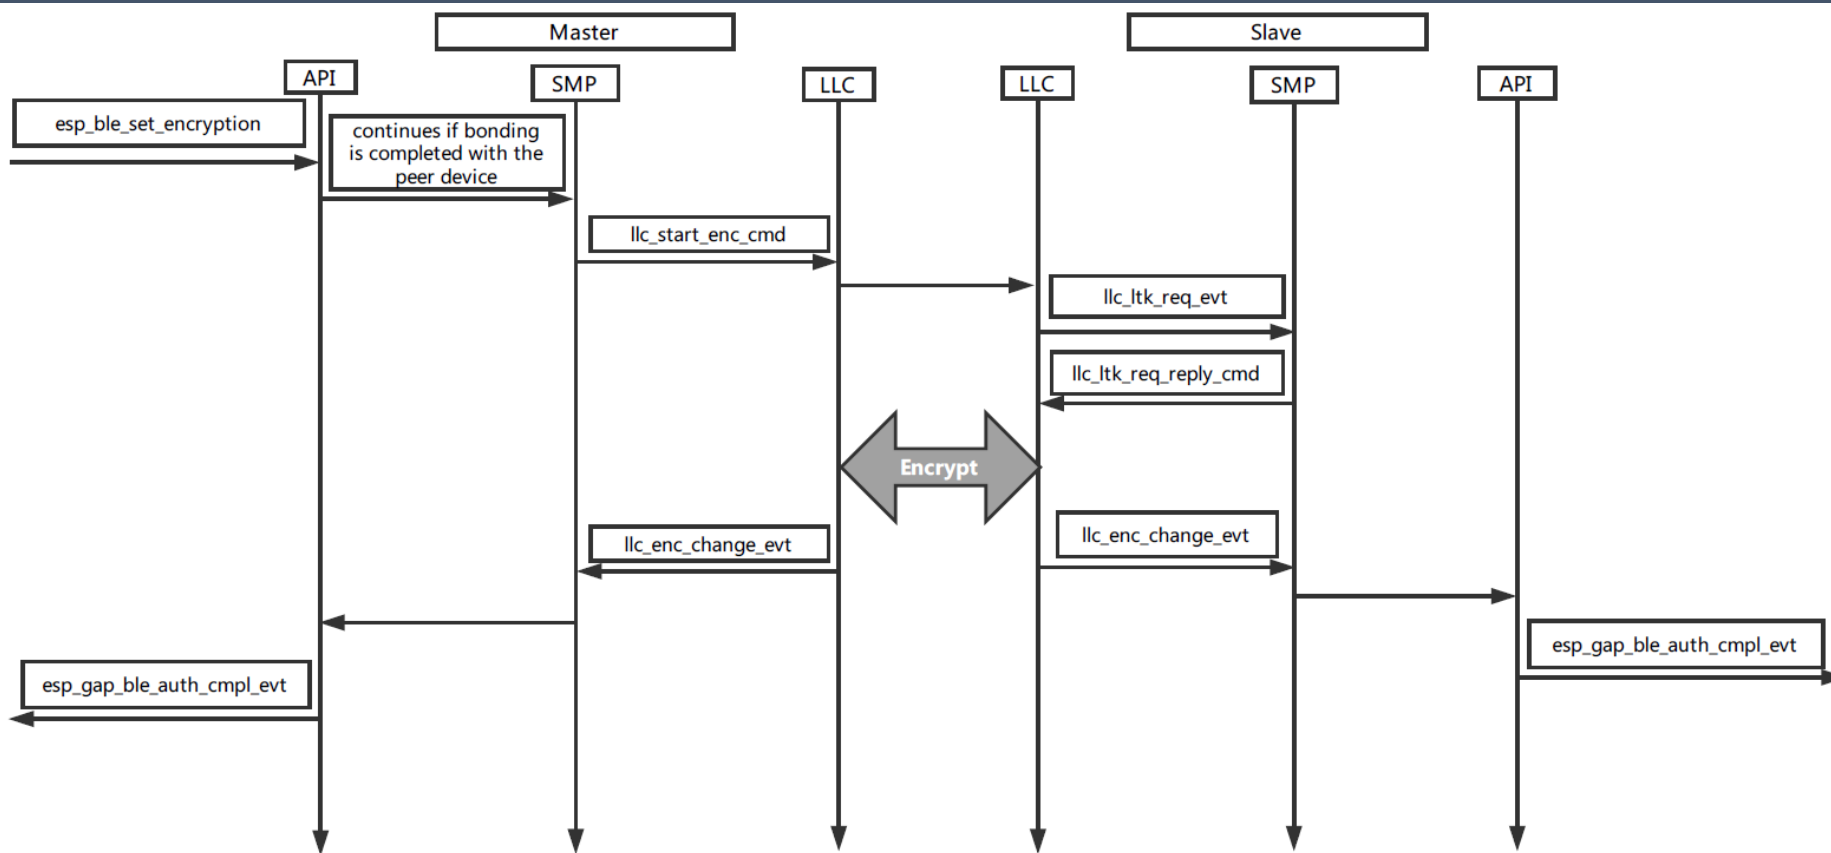 Master
Slave
API
SMP
LLC
LLC
SMP
API
esp_ble_set_encryption
continues if bonding
is completed with the
peer device
llc_start_enc_cmd
llc_ltk_req_evt
llc_ltk_req_reply_cmd
Encrypt
llc_enc_change_evt
llc_enc_change_evt
esp_gap_ble_auth_cmpl_evt
esp_gap_ble_auth_cmpl_evt